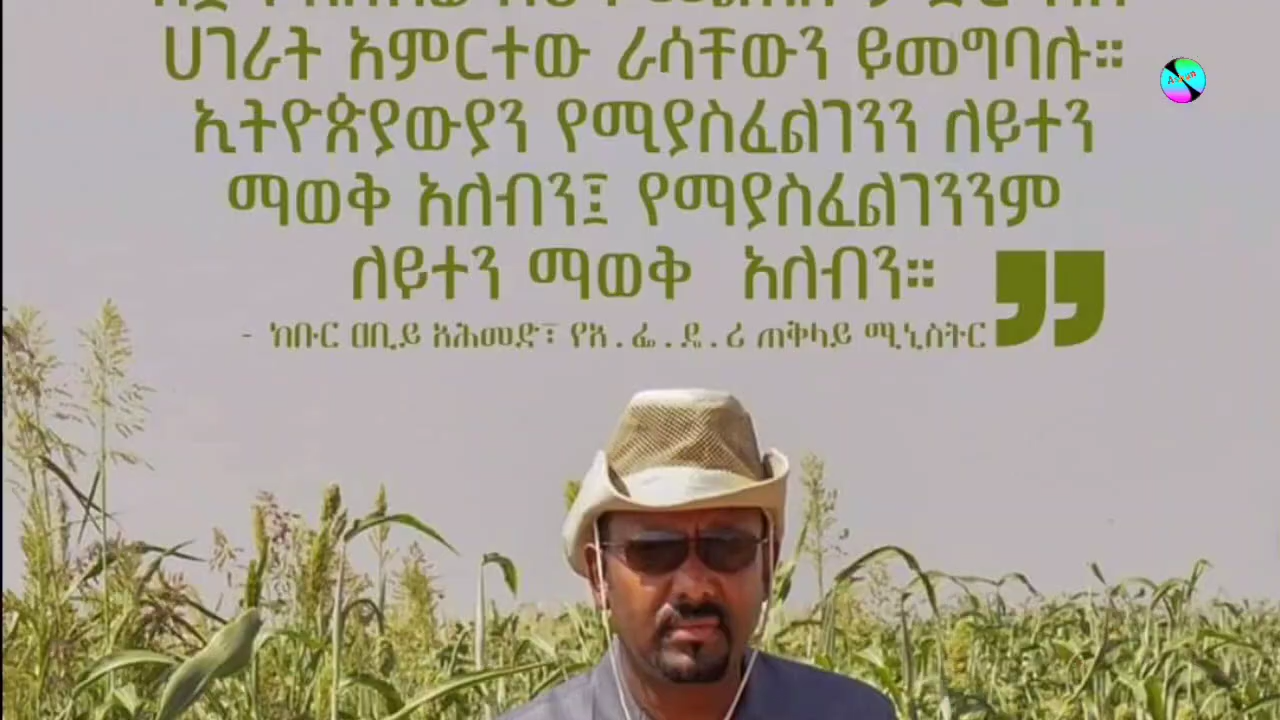 ሀገራት አምርተው ራሳቸውን ይመግባሉ።
ኢትዮጵያውያን የሚያስፈልገንን ለይተን
ማወቅ አለብን፤ የማያስፈልገንንም
ለይተን ማወቅ አለብን።
- ክቡር ዐቢይ አሕመድ፣ የኢ.ፌ.ዴ.ሪ ጠቅላይ ሚኒስትር